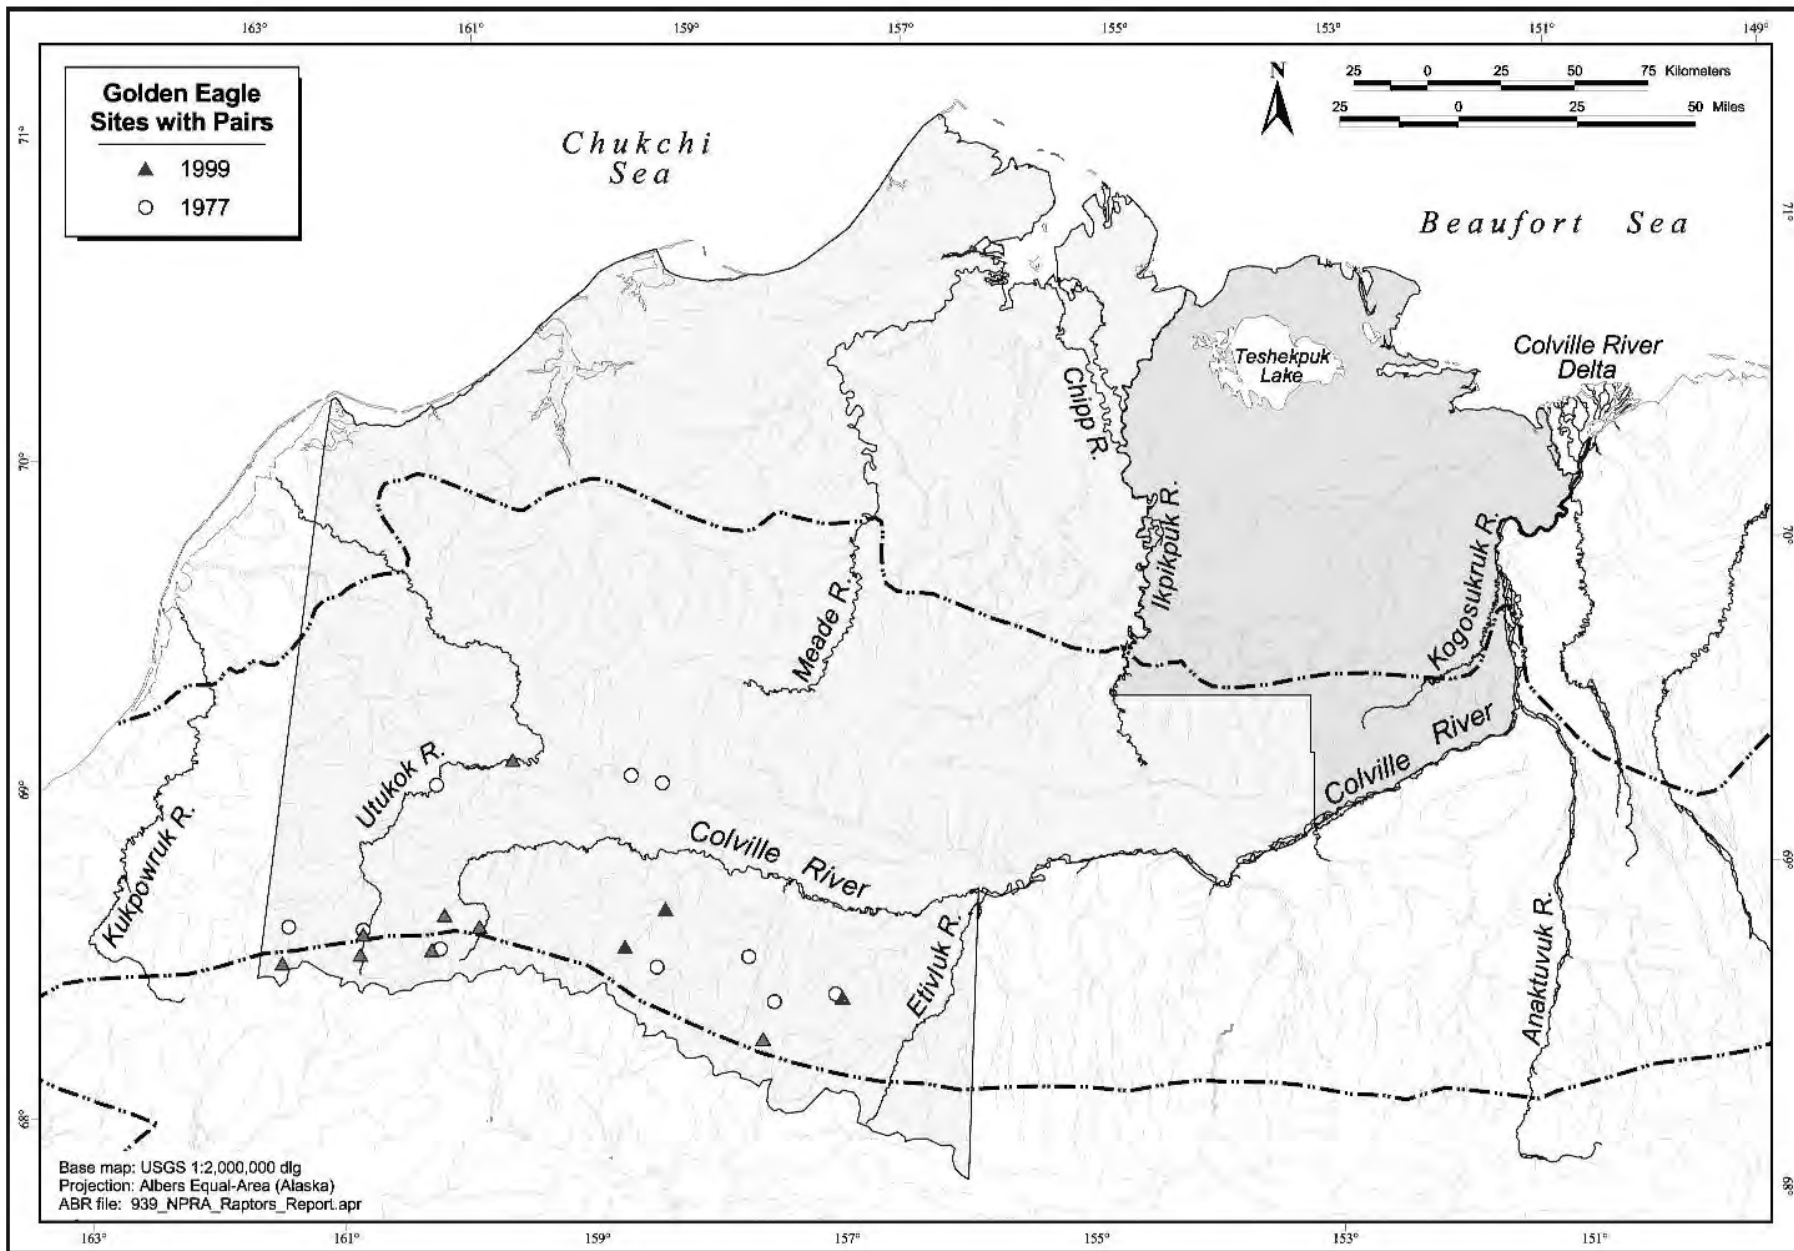 163° 161° 159° 157° 155° 153° 151° 149°
Golden Eagle
Sites with Pairs
1999
1977
N
25 0 25 50 75 Kilometers
25 0 25 50 Miles
Chukchi
Sea
Beaufort Sea
71°
71°
Teshekpuk
Lake
Colville River
Delta
Chipp R.
70°
70°
Ikpikpuk R.
Kogosukruk R.
Meade R.
Utukok R.
Colville River
69°
69°
Kukpowruk R.
Colville River
Etivluk R.
Anaktuvuk R.
68°
68°
Base map: USGS 1:2,000,000 dlg
Projection: Albers Equal-Area (Alaska)
ABR file: 939_NPRA_Raptors_Report.apr
163° 161° 159° 157° 155° 153° 151°